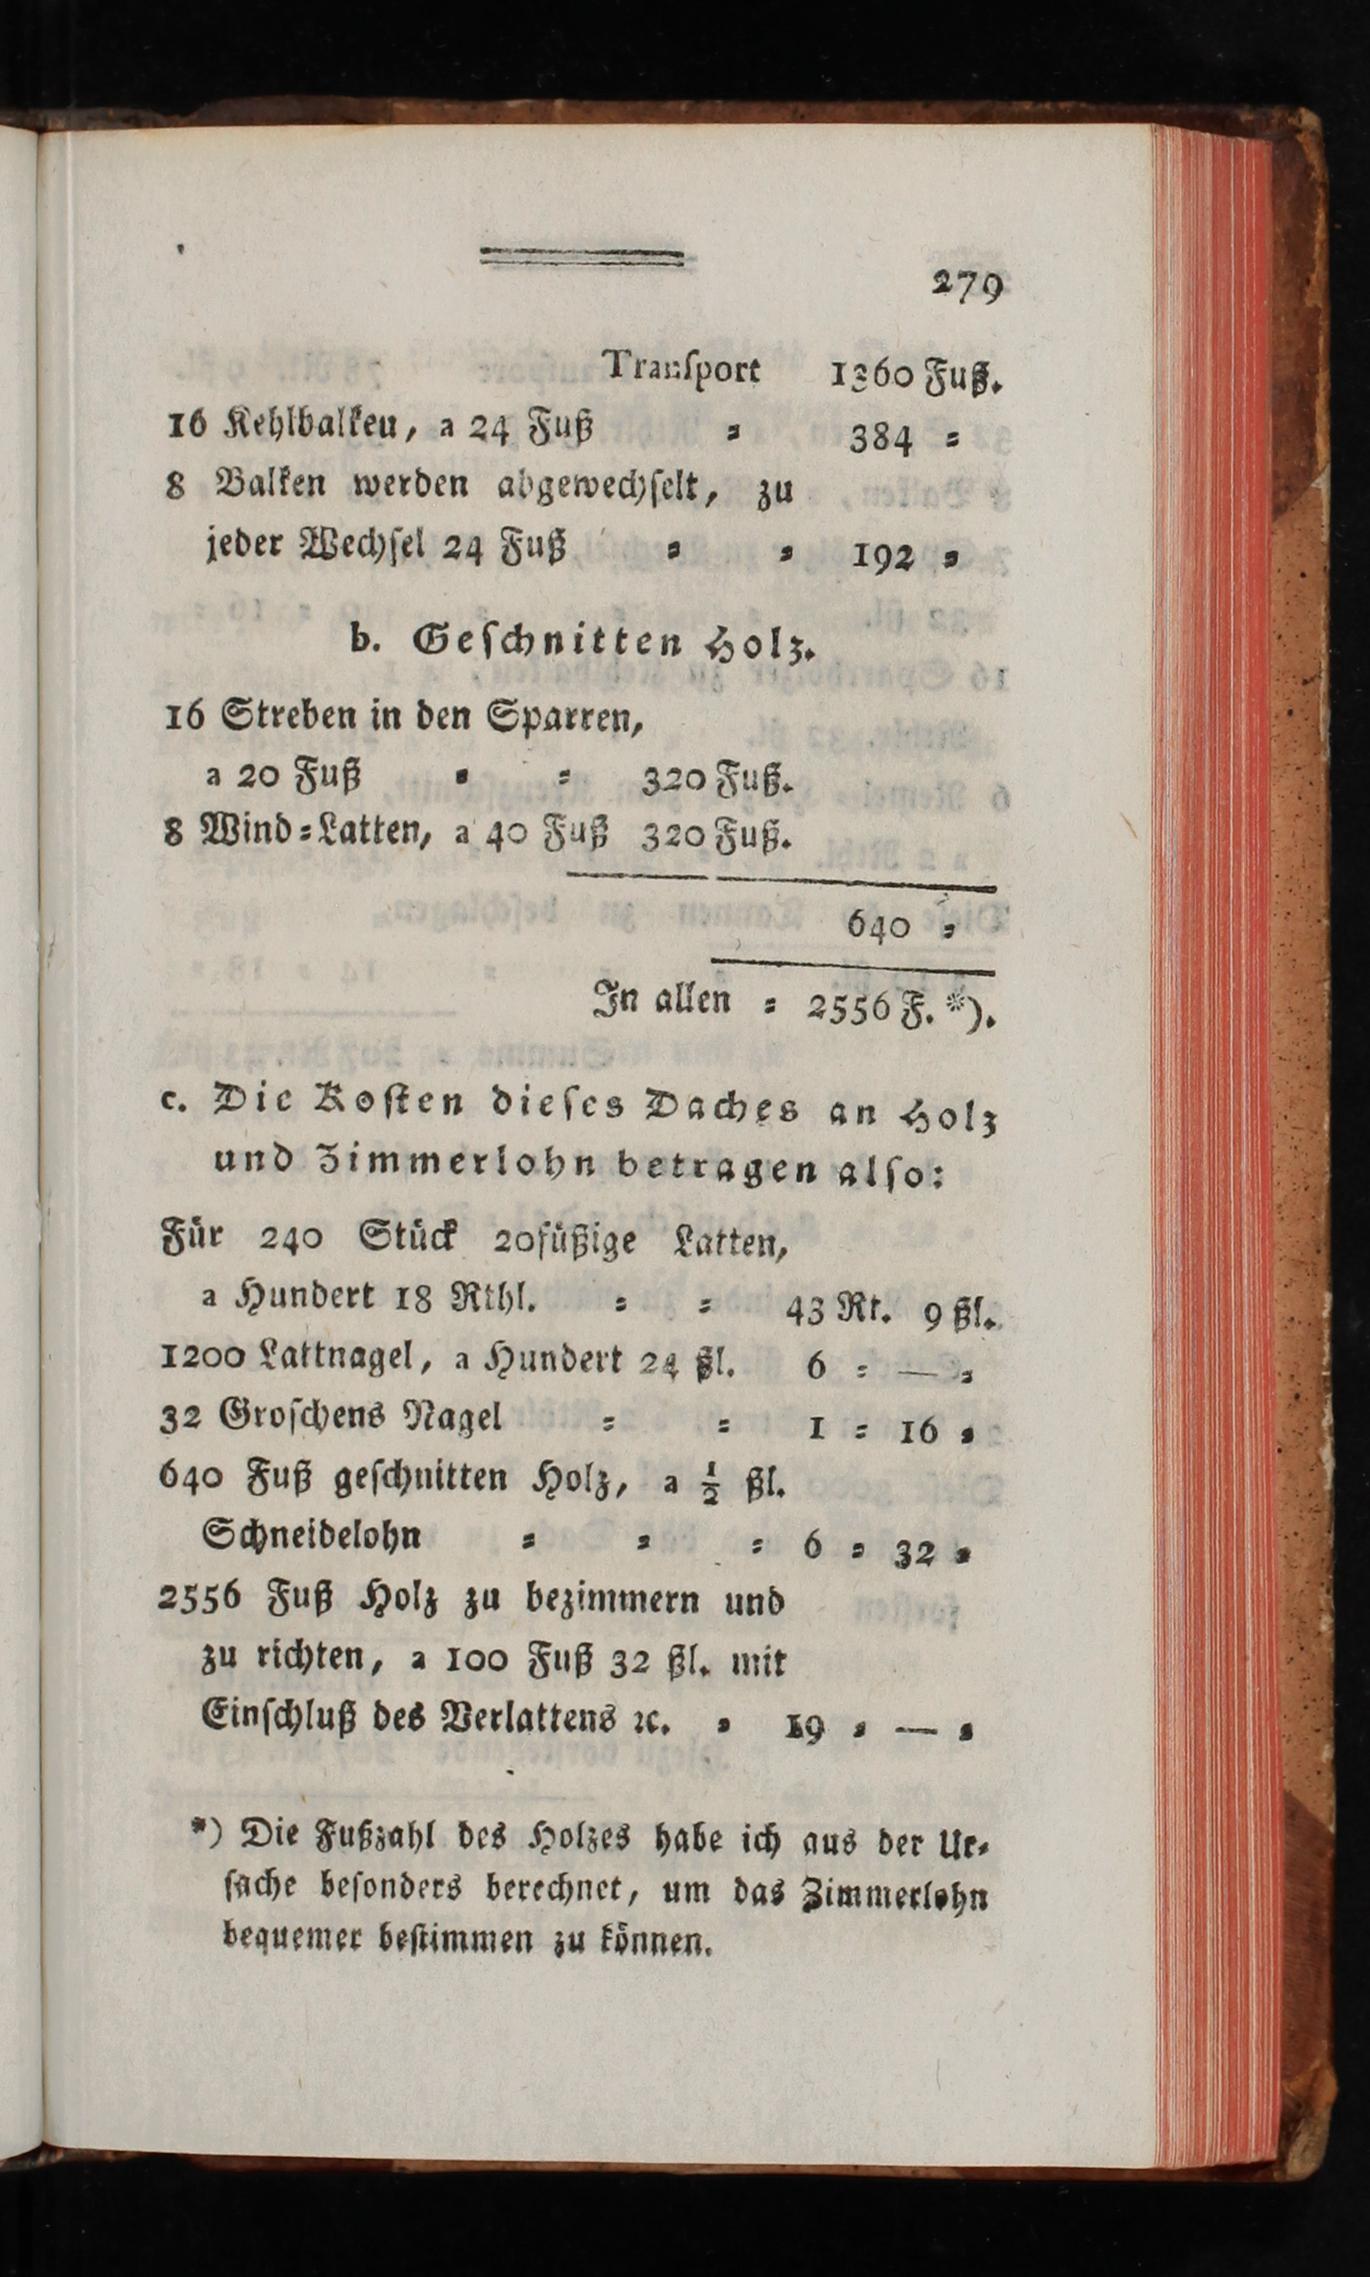 279
Tranſport 1360 Fuß.
16 Kehlbalkeu, a 24 Fuß = 384 =
8 Balken werden abgewechſelt, zu
jeder Wechſel 24 Fuß = = 192 =
b. Geſchnitten Holz.
16 Streben in den Sparren,
a 20 Fuß = = 320 Fuß.
8 Wind=Latten, a 40 Fuß 320 Fuß.
640 =
In allen = 2556 F. *).
c. Die Koſten dieſes Daches an Holz
und Zimmerlohn betragen alſo:
Für 240 Stück 20füßige Latten,
a Hundert 18 Rthl. = = 43 Rt. 9 ßl.
1200 Lattnagel, a Hundert 24 ßl. 6 = — =
32 Groſchens Nagel = = 1 = 16 =
640 Fuß geſchnitten Holz, a ½ ßl.
Schneidelohn = = = 6 = 32 =
2556 Fuß Holz zu bezimmern und
zu richten, a 100 Fuß 32 ßl. mit
Einſchluß des Verlattens ꝛc. = 19 = — =
*) Die Fußzahl des Holzes habe ich aus der Ur=
ſache beſonders berechnet, um das Zimmerlohn
bequemer beſtimmen zu können.